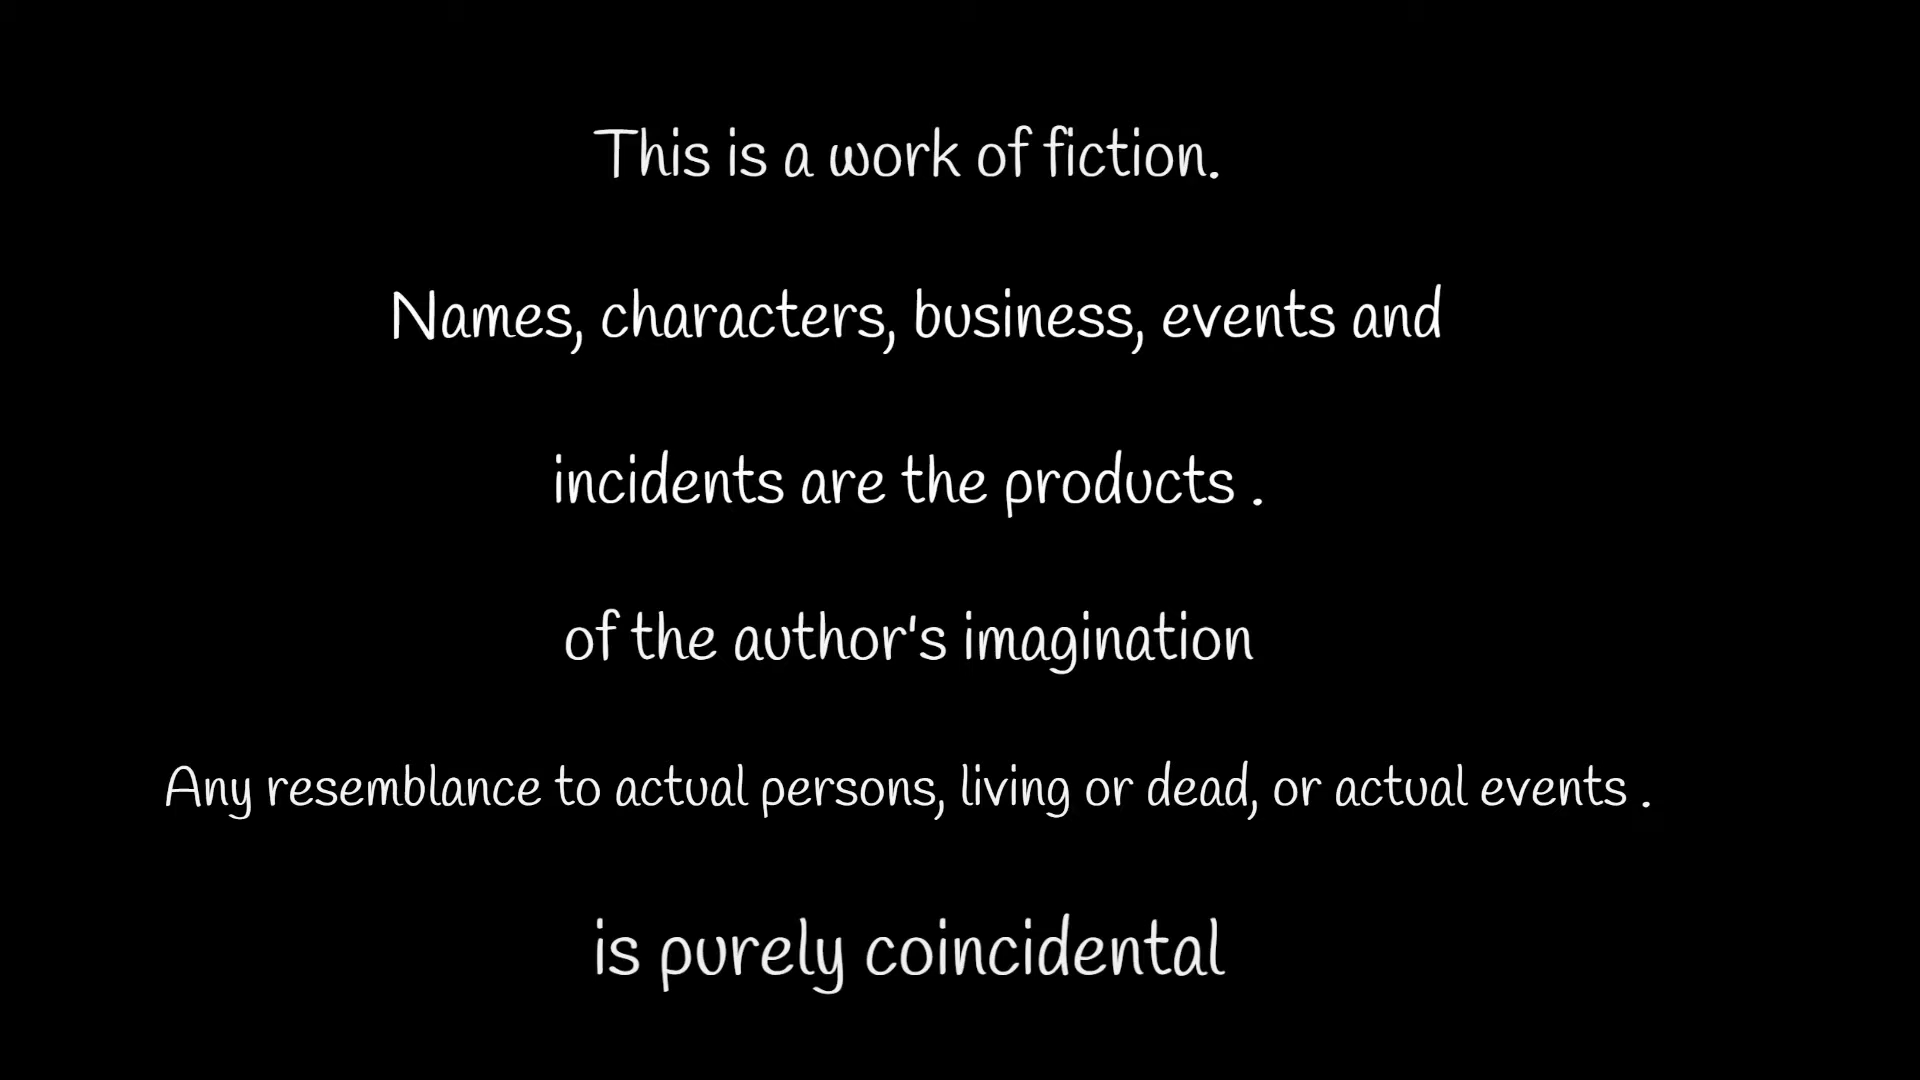 This is a work of fiction.
Names, characters, business, events and
incidents are the products .
of the author's imagination
Any resemblance to actual persons, living or dead, or actual events .
is purely coincidental